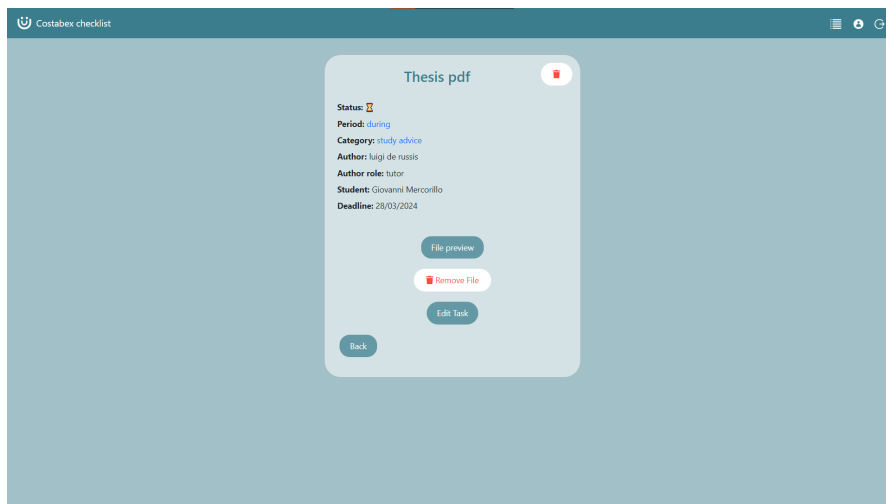 Costabex checklist
Thesis pdf
Status:
Period: during
Category: study advice
Author: luigi de russis
Author role: tutor
Student: Giovanni Mercorillo
Deadline: 28/03/2024
File preview
Remove File
Edit Task
Back